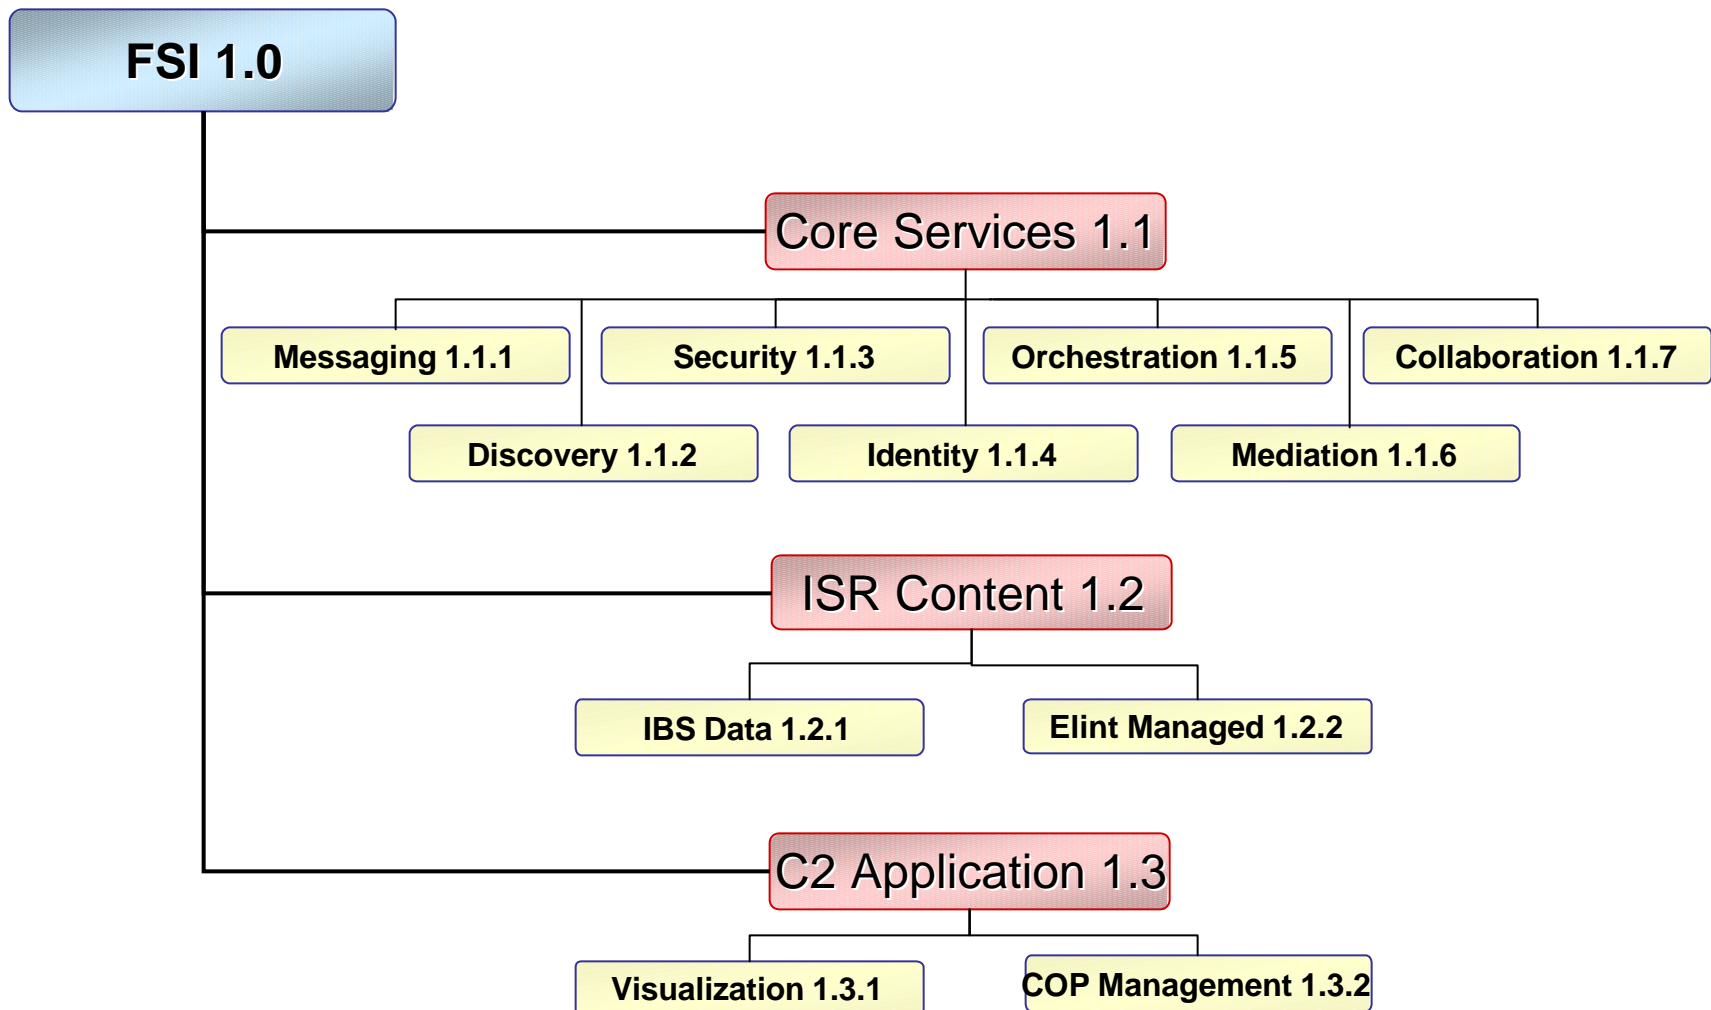 FSI 1.0
Core Services 1.1
Messaging 1.1.1
Security 1.1.3
Orchestration 1.1.5
Collaboration 1.1.7
Discovery 1.1.2
Identity 1.1.4
Mediation 1.1.6
ISR Content 1.2
IBS Data 1.2.1
Elint Managed 1.2.2
C2 Application 1.3
Visualization 1.3.1
COP Management 1.3.2